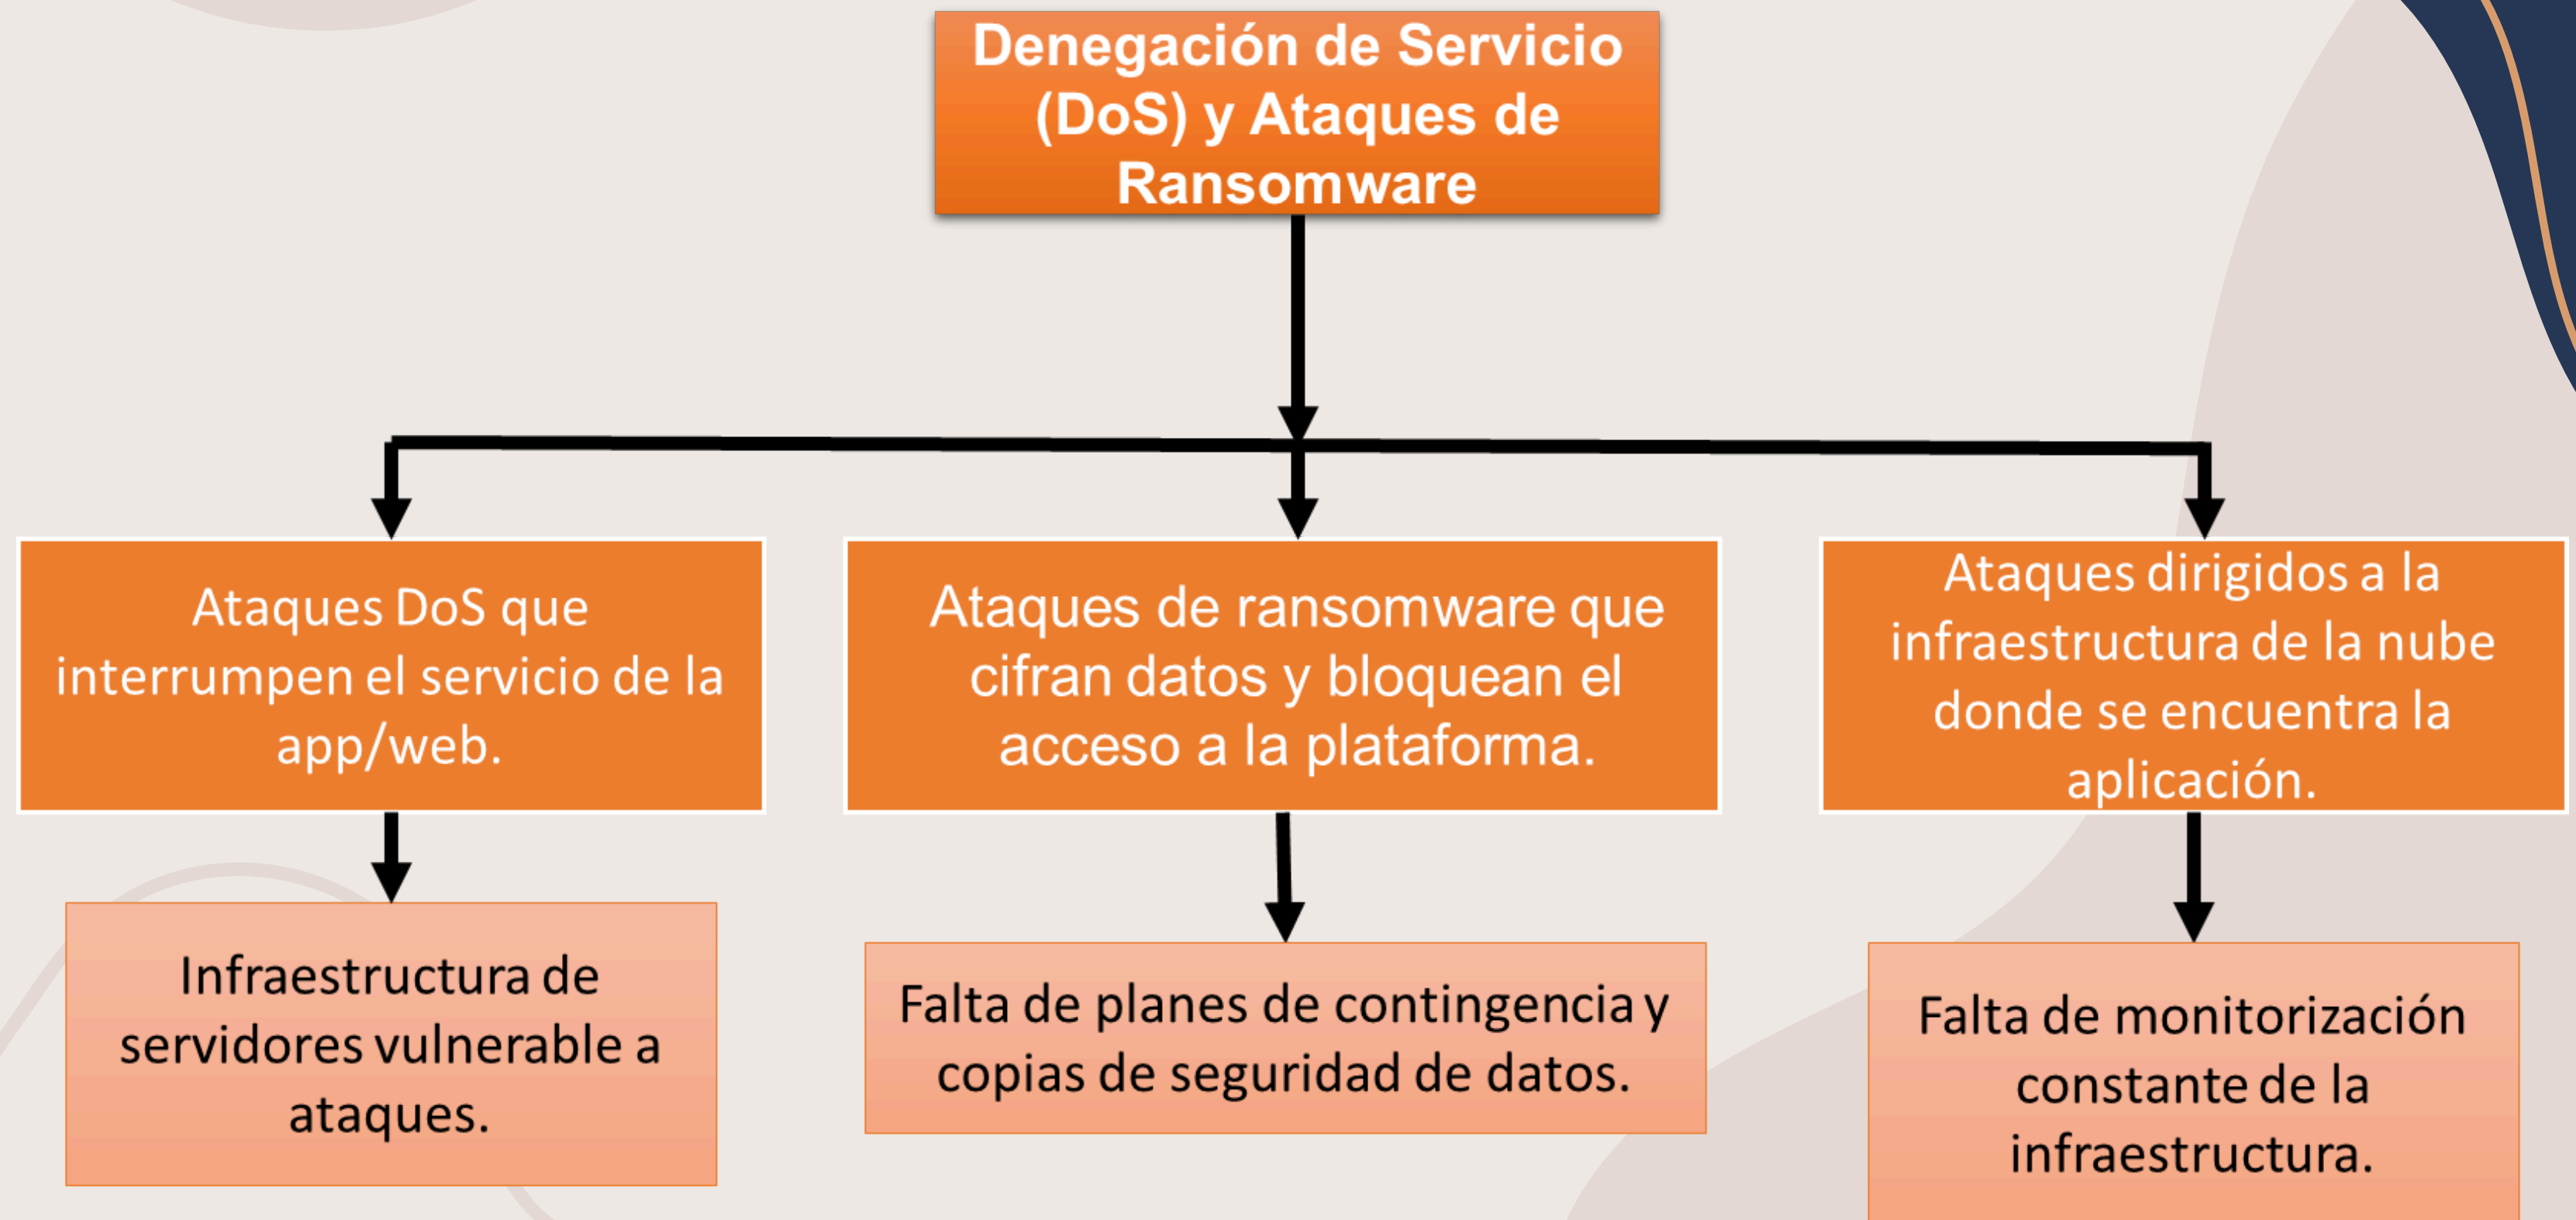 Denegación de Servicio
(DoS) y Ataques de
Ransomware
Ataques DoS que
interrumpen el servicio de la
app/web.
Ataques de ransomware que
cifran datos y bloquean el
acceso a la plataforma.
Ataques dirigidos a la
infraestructura de la nube
donde se encuentra la
aplicación.
Infraestructura de
servidores vulnerable a
ataques.
Falta de planes de contingencia y
copias de seguridad de datos.
Falta de monitorización
constante de la
infraestructura.